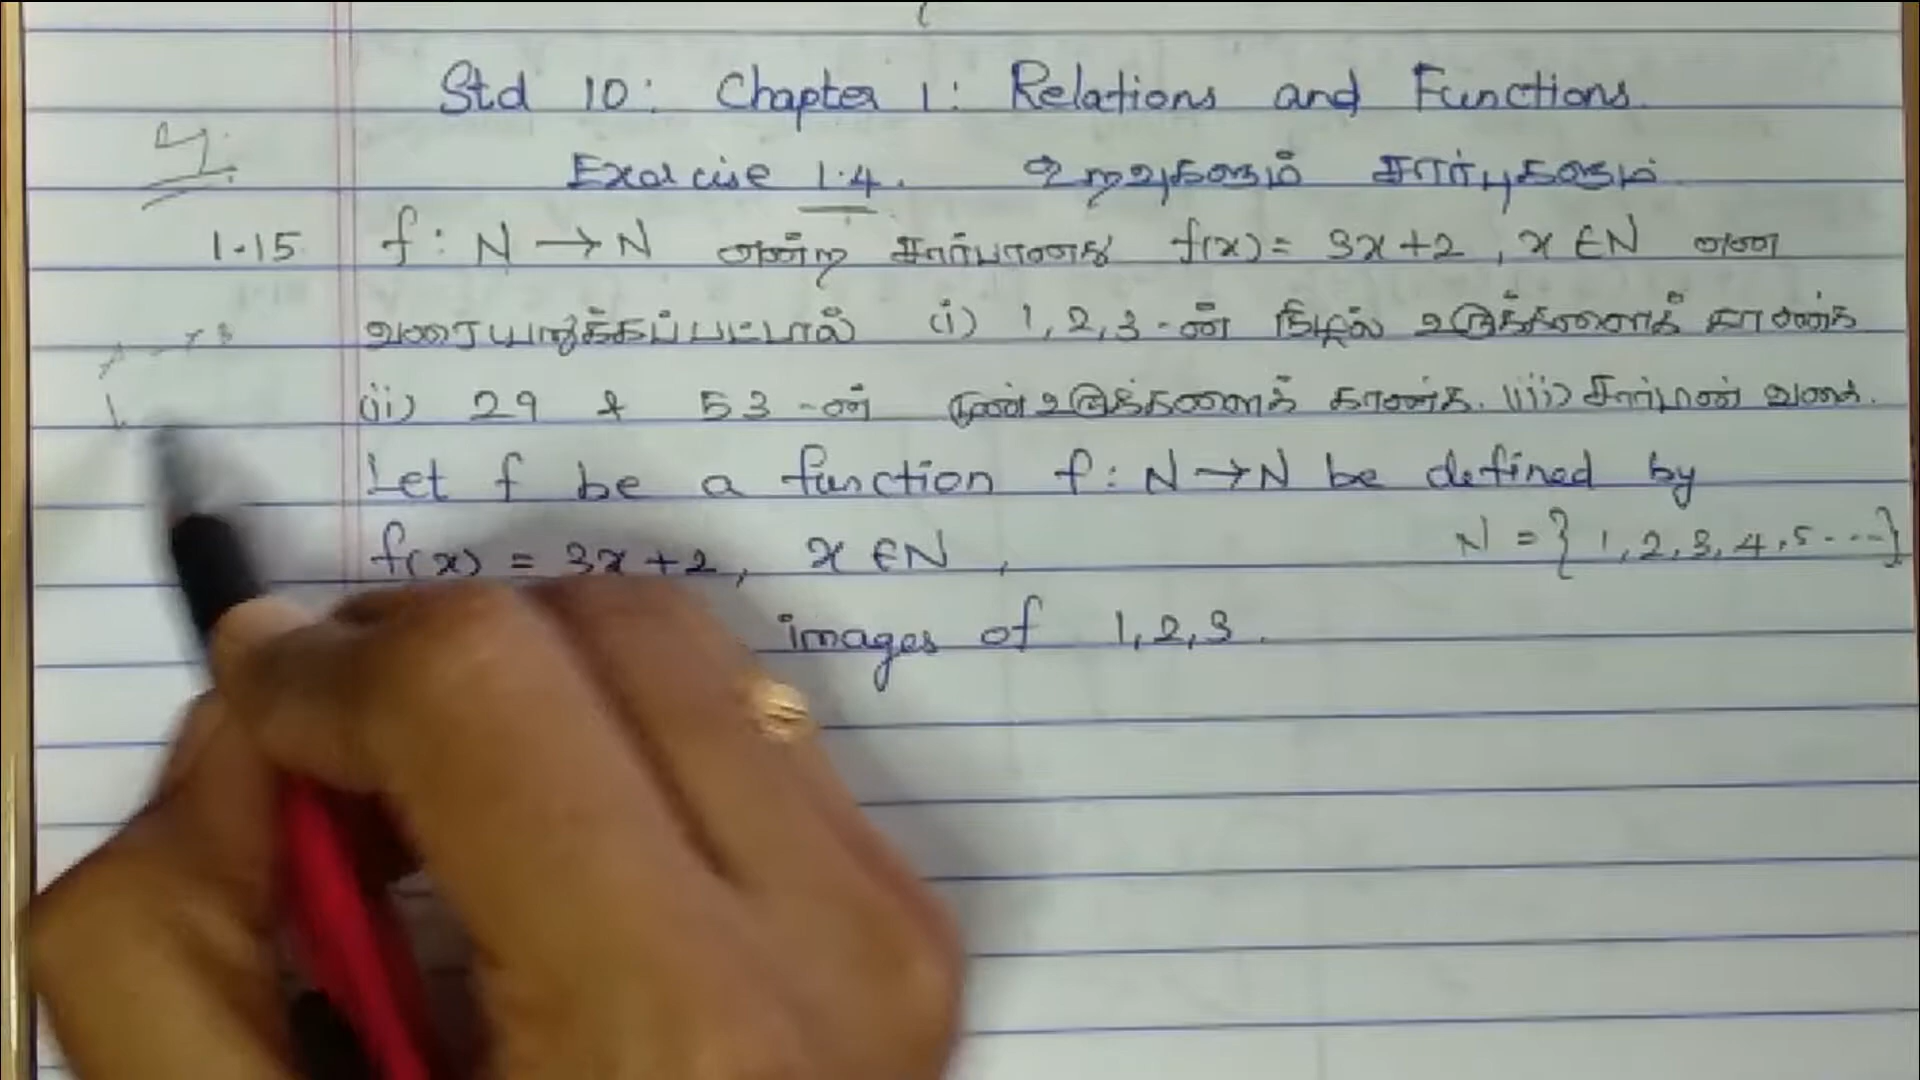 Std 10: Chapter 1: Relations and Functions.
Exercise 1.4. உறவுகளும் சார்புகளும்
1.15 f: N → N என்ற சார்பானது f(x) = 3x+2, x ∈ N என
வரையறுக்கப்பட்டால் (i) 1,2,3-ன் நிழல் உருக்களைக் காண்க
(ii) 29 & 53-ன் முன் உருக்களைக் காண்க. (iii) சார்பின் வகை.
Let f be a function f: N → N be defined by
f(x) = 3x+2, x ∈ N,
N = {1,2,3,4,5...}
images of 1,2,3.